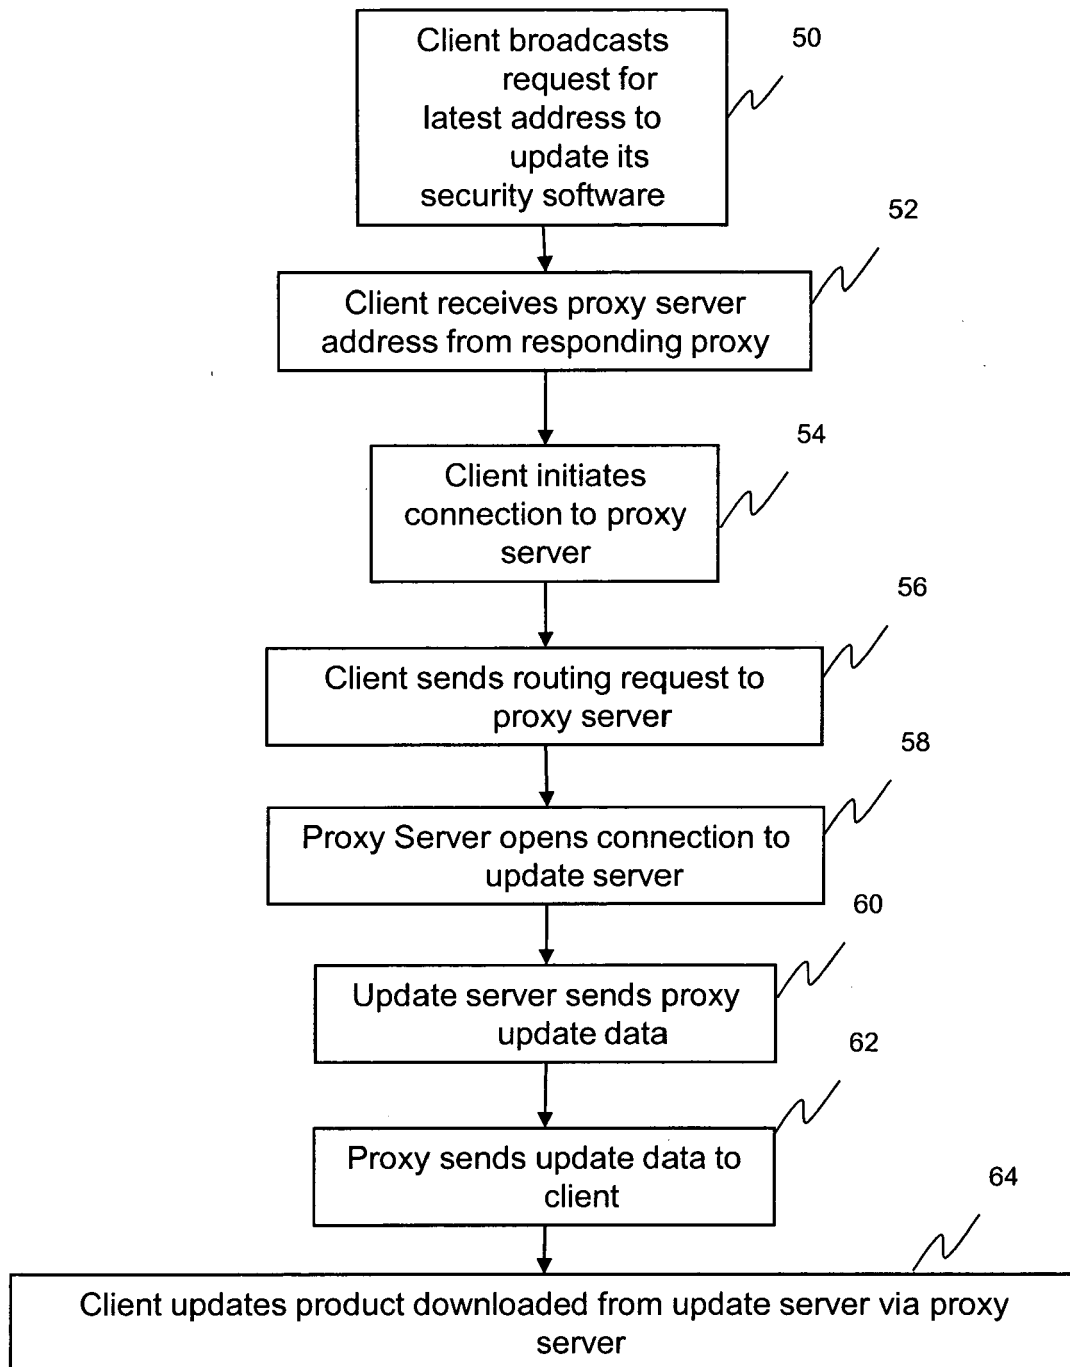 Client broadcasts
request for
latest address to
update its
security software
50
52
Client receives proxy server
address from responding proxy
54
Client initiates
connection to proxy
server
56
Client sends routing request to
proxy server
58
Proxy Server opens connection to
update server
60
Update server sends proxy
update data
62
Proxy sends update data to
client
64
Client updates product downloaded from update server via proxy
server